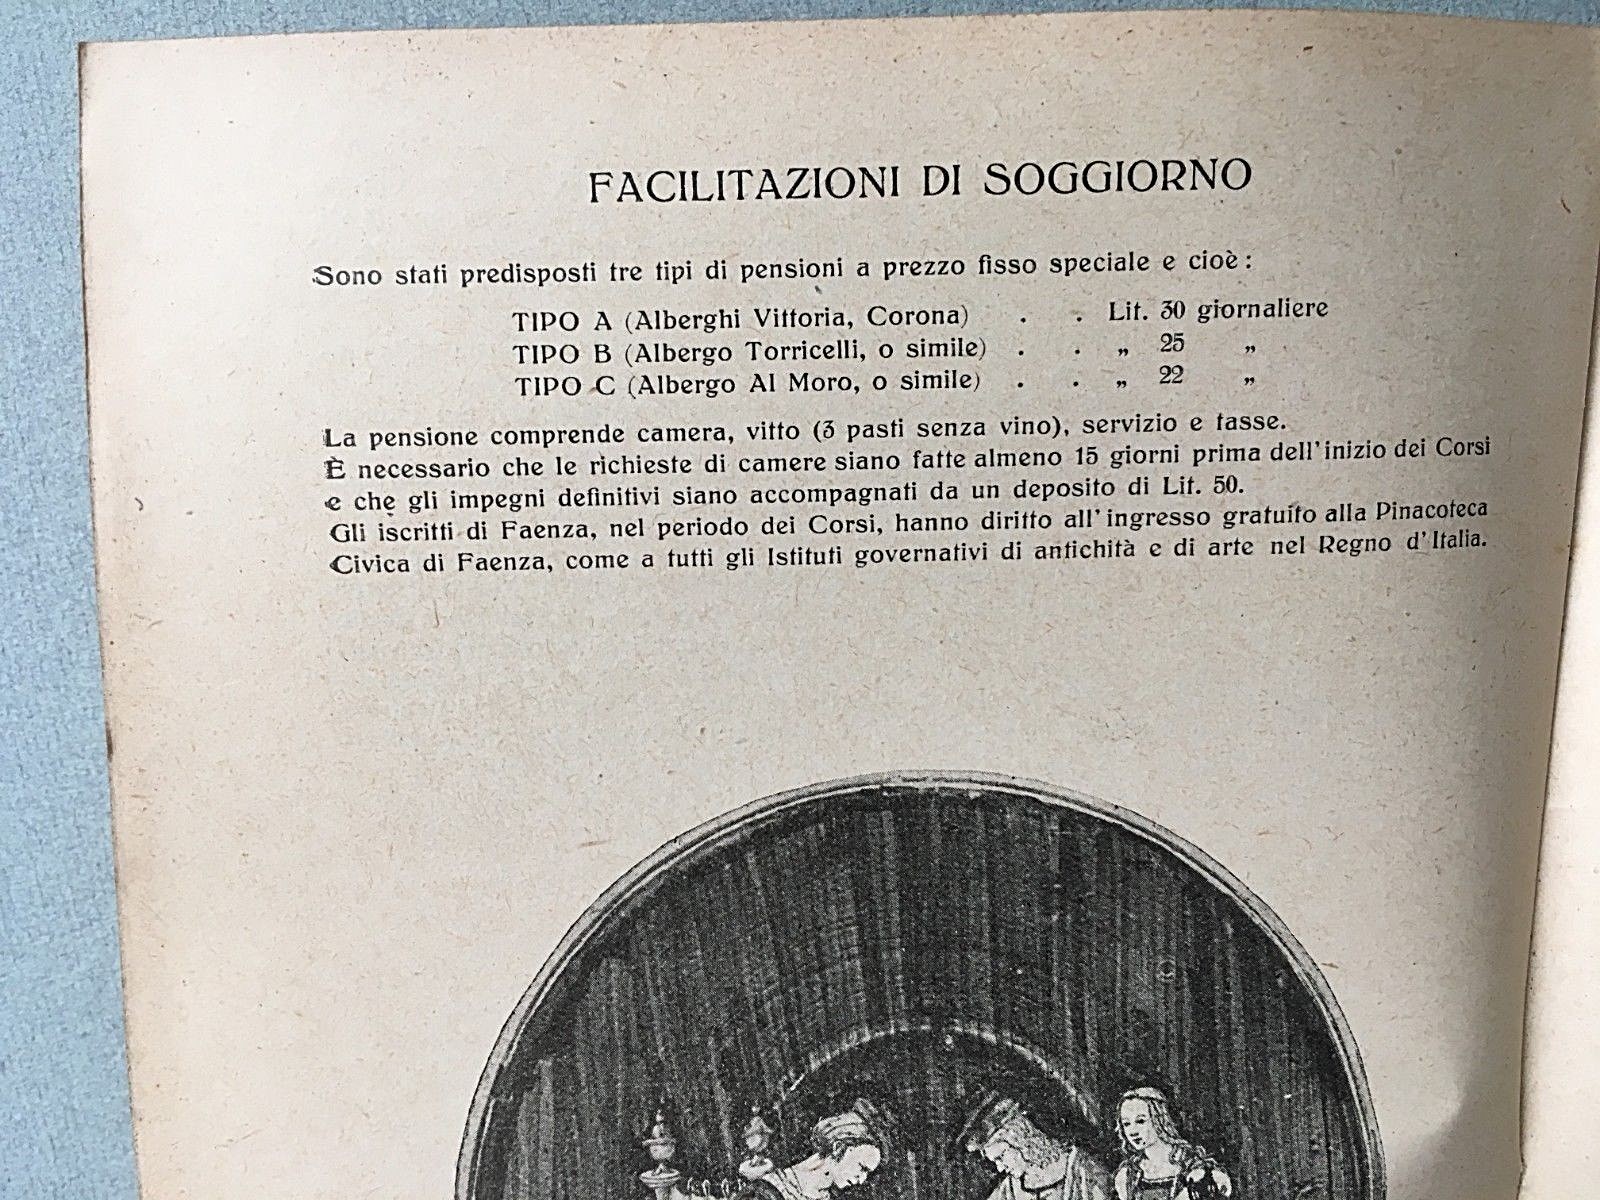 FACILITAZIONI DI SOGGIORNO
Sono stati predisposti tre tipi di pensioni a prezzo fisso speciale e cioè :
TIPO A (Alberghi Vittoria, Corona) . . Lit. 30 giornaliere
TIPO B (Albergo Torricelli, o simile) . . „ 25 „
TIPO C (Albergo Al Moro, o simile) . . „ 22 „
La pensione comprende camera, vitto (3 pasti senza vino), servizio e tasse.
È necessario che le richieste di camere siano fatte almeno 15 giorni prima dell'inizio dei Corsi
e che gli impegni definitivi siano accompagnati da un deposito di Lit. 50.
Gli iscritti di Faenza, nel periodo dei Corsi, hanno diritto all'ingresso gratuito alla Pinacoteca
Civica di Faenza, come a tutti gli Istituti governativi di antichità e di arte nel Regno d'Italia.